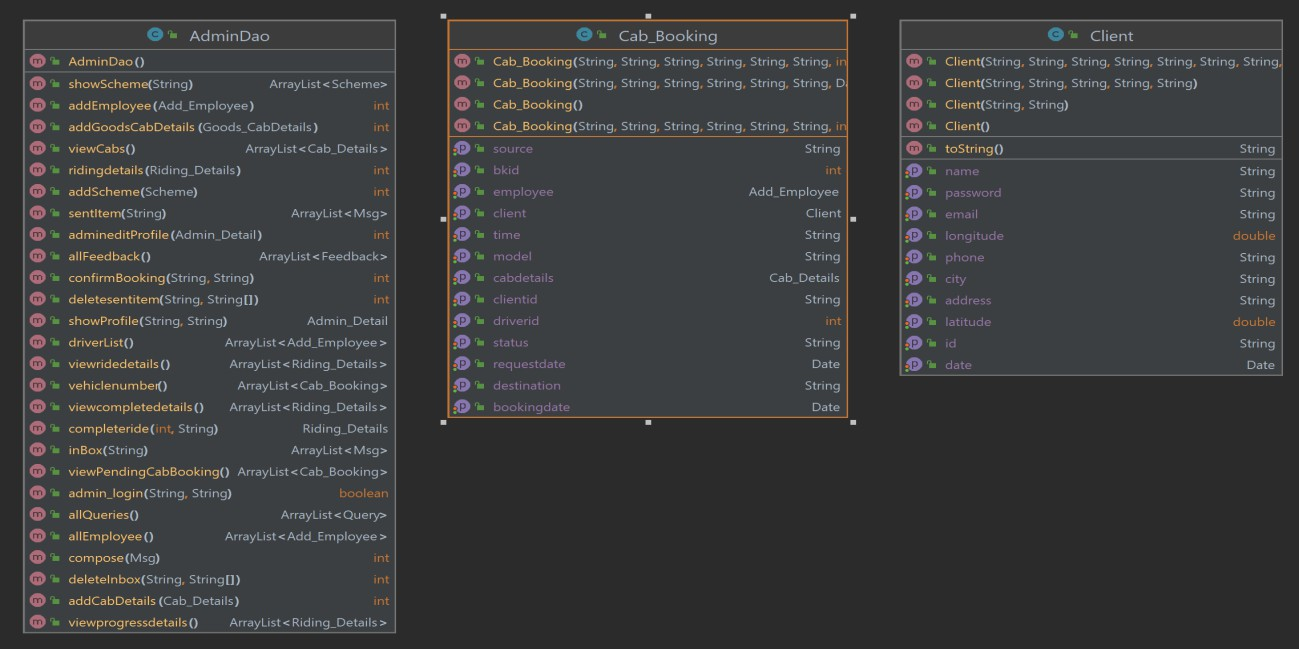 AdminDao
AdminDao()
showScheme(String) ArrayList<Scheme>
addEmployee(Add_Employee) int
addGoodsCabDetails(Goods_CabDetails) int
viewCabs() ArrayList<Cab_Details>
ridingdetails(Riding_Details) int
addScheme(Scheme) int
sentItem(String) ArrayList<Msg>
admineditProfile(Admin_Detail) int
allFeedback() ArrayList<Feedback>
confirmBooking(String, String) int
deletesentitem(String, String[]) int
showProfile(String, String) Admin_Detail
driverList() ArrayList<Add_Employee>
viewridedetails() ArrayList<Riding_Details>
vehiclenumber() ArrayList<Cab_Booking>
viewcompletedetails() ArrayList<Riding_Details>
completeride(int, String) Riding_Details
inBox(String) ArrayList<Msg>
viewPendingCabBooking() ArrayList<Cab_Booking>
admin_login(String, String) boolean
allQueries() ArrayList<Query>
allEmployee() ArrayList<Add_Employee>
compose(Msg) int
deleteInbox(String, String[]) int
addCabDetails(Cab_Details) int
viewprogressdetails() ArrayList<Riding_Details>
Cab_Booking
Cab_Booking(String, String, String, String, String, String, in
Cab_Booking(String, String, String, String, String, String, D
Cab_Booking()
Cab_Booking(String, String, String, String, String, String, in
source String
bkid int
employee Add_Employee
client Client
time String
model String
cabdetails Cab_Details
clientid String
driverid int
status String
requestdate Date
destination String
bookingdate Date
Client
Client(String, String, String, String, String, String, String,
Client(String, String, String, String, String)
Client(String, String)
Client()
toString() String
name String
password String
email String
longitude double
phone String
city String
address String
latitude double
id String
date Date